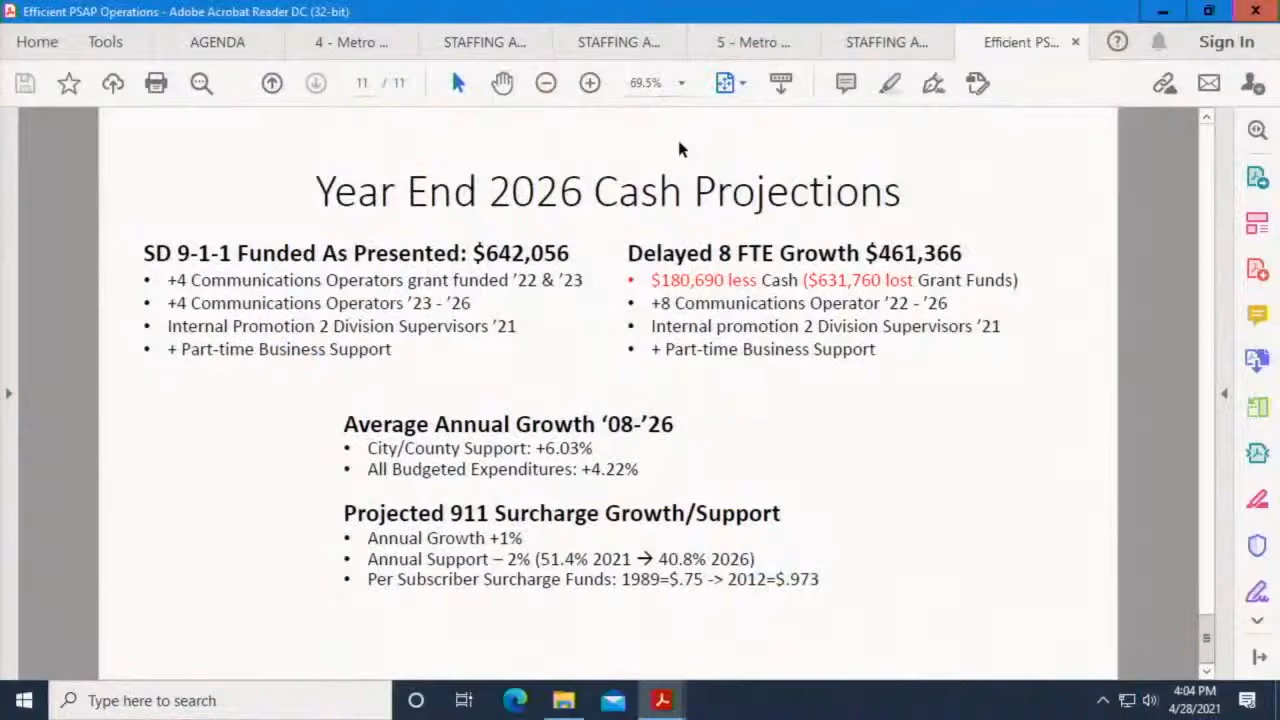 Efficient PSAP Operations - Adobe Acrobat Reader DC (32-bit)
Home Tools AGENDA 4 - Metro ... STAFFING A... STAFFING A... 5 - Metro ... STAFFING A... Efficient PS... × Sign In
11 / 11 69.5%
Year End 2026 Cash Projections
SD 9-1-1 Funded As Presented: $642,056
• +4 Communications Operators grant funded ’22 & ’23
• +4 Communications Operators ’23 - ’26
• Internal Promotion 2 Division Supervisors ’21
• + Part-time Business Support
Delayed 8 FTE Growth $461,366
• $180,690 less Cash ($631,760 lost Grant Funds)
• +8 Communications Operator ’22 - ’26
• Internal promotion 2 Division Supervisors ’21
• + Part-time Business Support
Average Annual Growth ‘08-’26
• City/County Support: +6.03%
• All Budgeted Expenditures: +4.22%
Projected 911 Surcharge Growth/Support
• Annual Growth +1%
• Annual Support – 2% (51.4% 2021 → 40.8% 2026)
• Per Subscriber Surcharge Funds: 1989=$.75 -> 2012=$.973
Type here to search
4:04 PM
4/28/2021